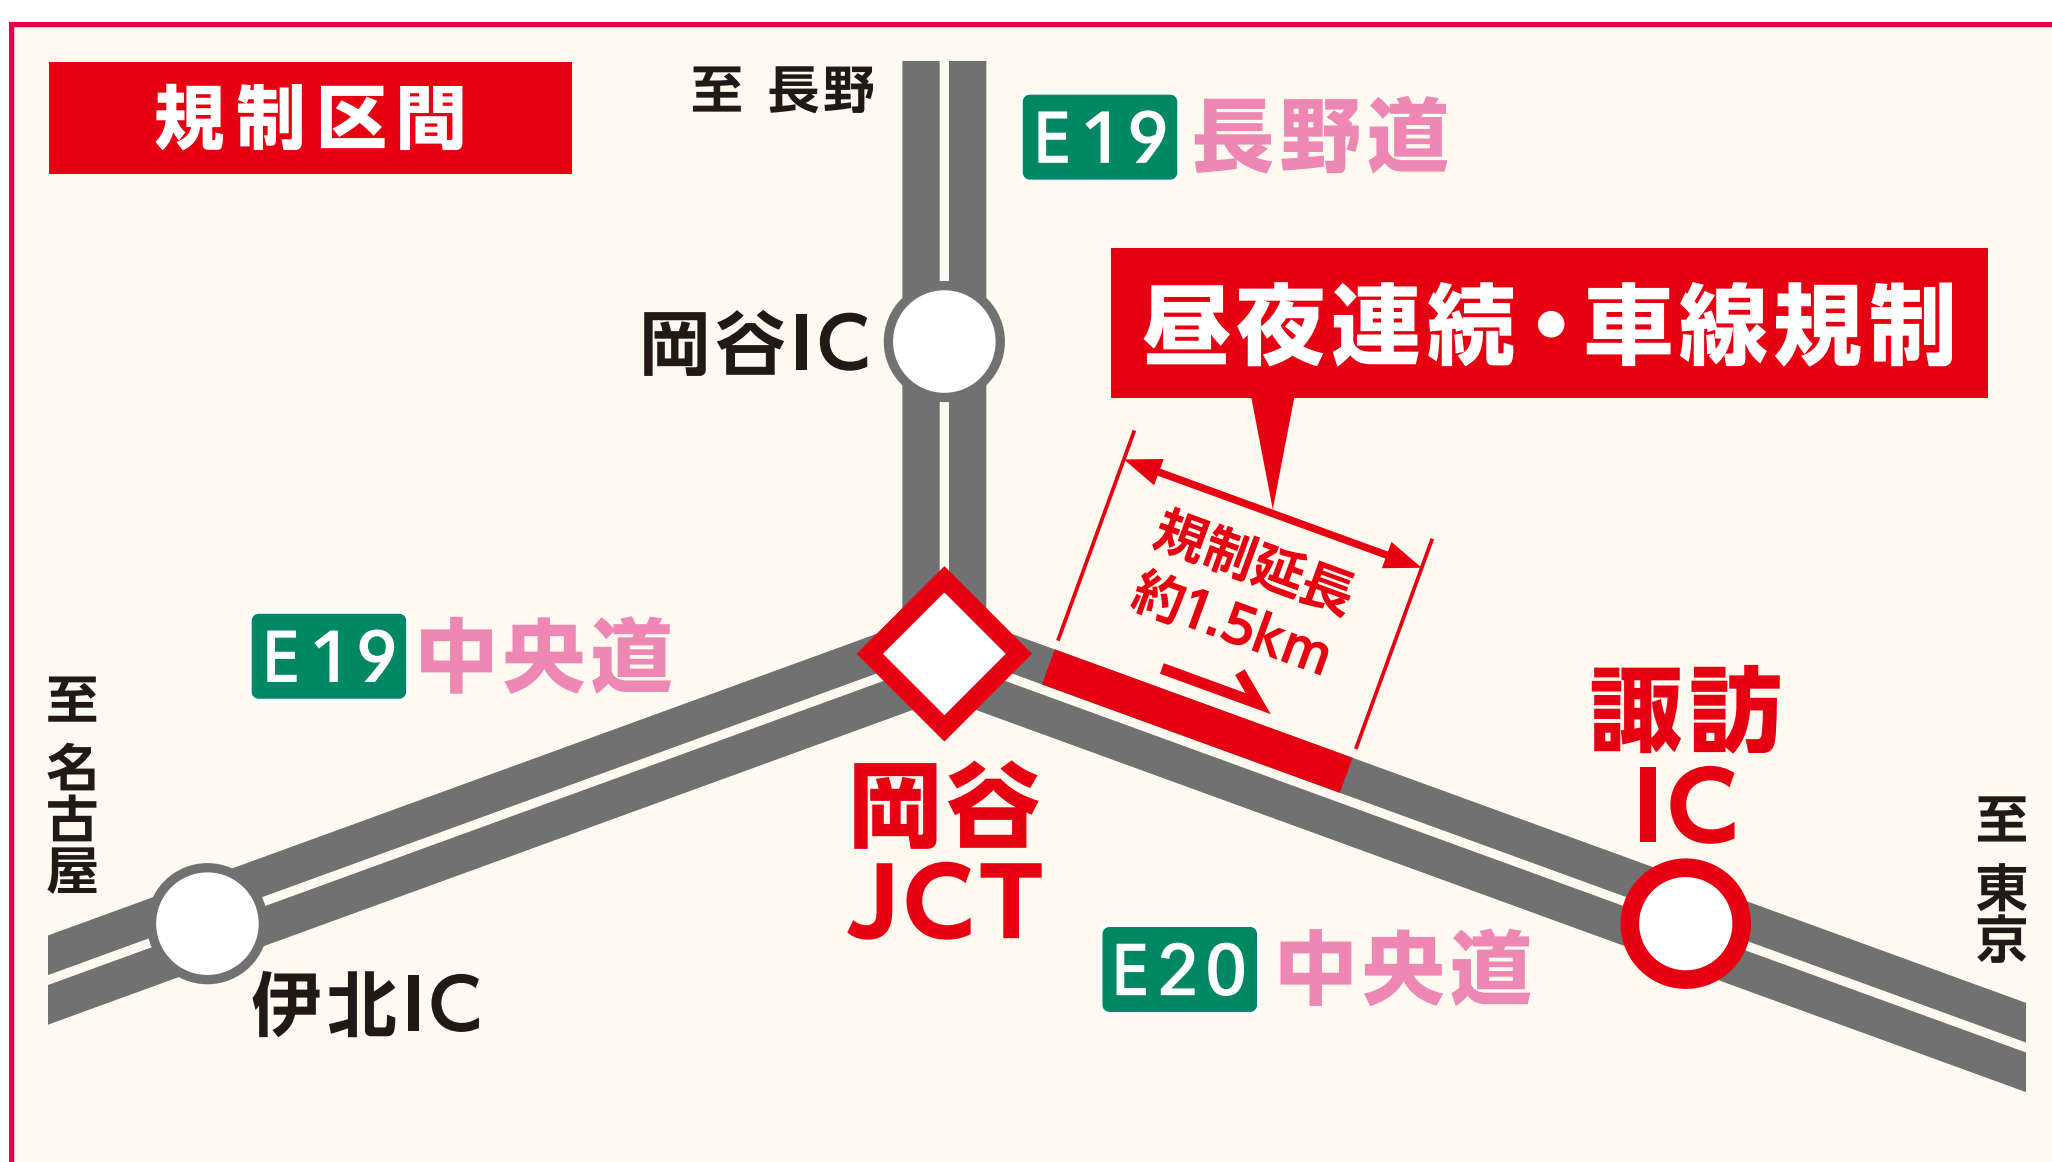 規制区間
至 長野
E19 長野道
岡谷IC
昼夜連続・車線規制
規制延長
約1.5km
E19 中央道
至 名古屋
伊北IC
岡谷
JCT
諏訪
IC
E20 中央道
至 東京